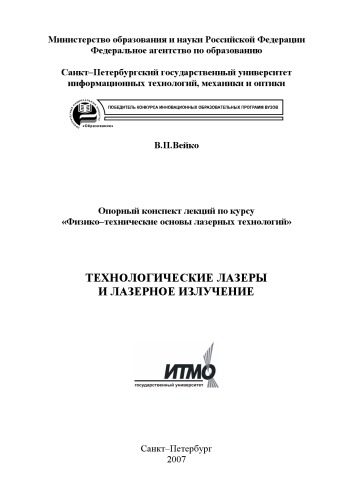 Министерство образования и науки Российской Федерации
Федеральное агентство по образованию
Санкт–Петербургский государственный университет
информационных технологий, механики и оптики
ПОБЕДИТЕЛЬ КОНКУРСА ИННОВАЦИОННЫХ ОБРАЗОВАТЕЛЬНЫХ ПРОГРАММ ВУЗОВ
«Образование»
В.П.Вейко
Опорный конспект лекций по курсу
«Физико–технические основы лазерных технологий»
ТЕХНОЛОГИЧЕСКИЕ ЛАЗЕРЫ
И ЛАЗЕРНОЕ ИЗЛУЧЕНИЕ
ИТМО
государственный университет
Санкт–Петербург
2007